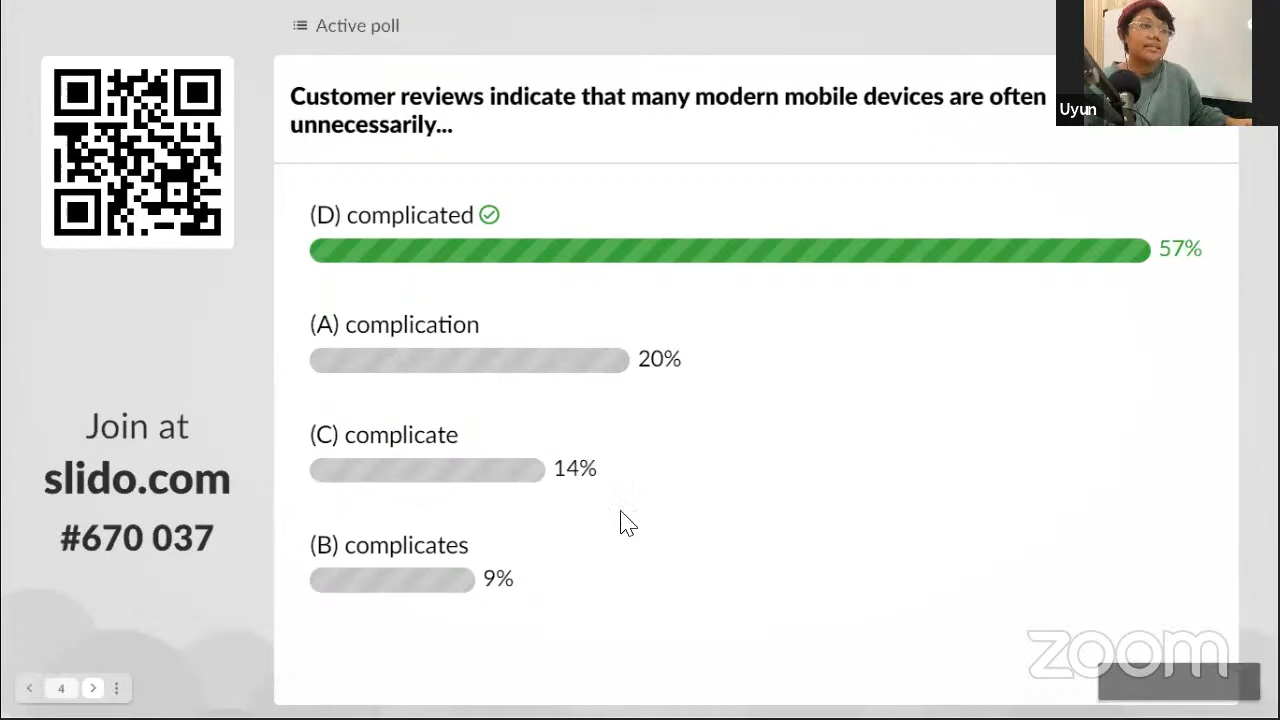 Active poll
Customer reviews indicate that many modern mobile devices are often
unnecessarily...
Uyun
(D) complicated
57%
(A) complication
20%
(C) complicate
14%
(B) complicates
9%
Join at
slido.com
#670 037
4
zoom